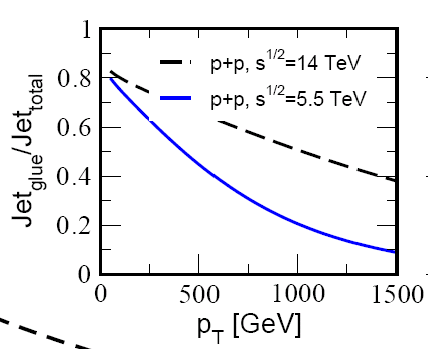 1
0.8
0.6
0.4
0.2
0
Jet_glue/Jet_total
p+p, s^1/2=14 TeV
p+p, s^1/2=5.5 TeV
0 500 1000 1500
p_T [GeV]